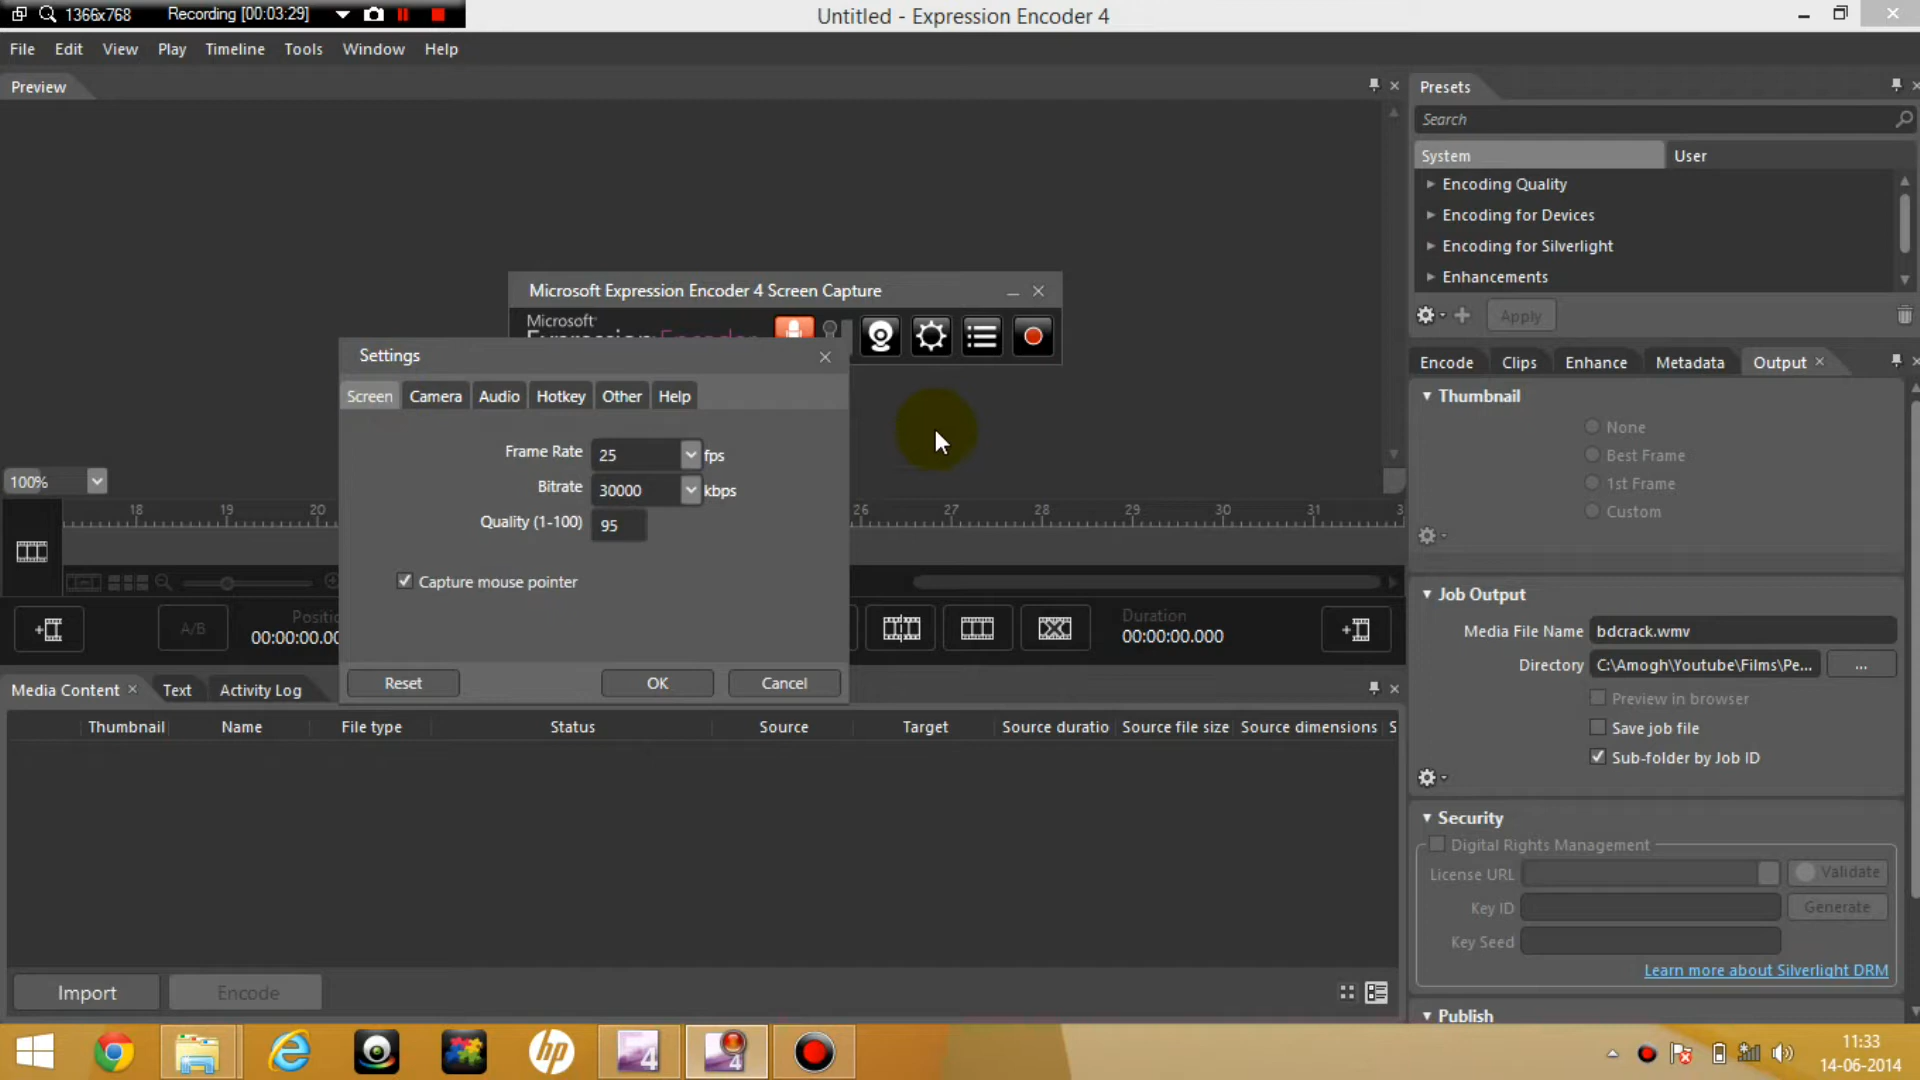 1366x768 Recording [00:03:29]
Untitled - Expression Encoder 4
File Edit View Play Timeline Tools Window Help
Preview
Presets
Search
System User
Encoding Quality
Encoding for Devices
Encoding for Silverlight
Enhancements
Apply
Microsoft Expression Encoder 4 Screen Capture
Microsoft
Settings
Screen Camera Audio Hotkey Other Help
Frame Rate 25 fps
Bitrate 30000 kbps
Quality (1-100) 95
Capture mouse pointer
Reset OK Cancel
100%
18 19 20 26 27 28 29 30 3
A/B
00:00:00.00
Duration
00:00:00.000
Encode Clips Enhance Metadata Output
Thumbnail
None
Best Frame
1st Frame
Custom
Job Output
Media File Name bdcrack.wmv
Directory C:\Amogh\Youtube\Films\Pe... ...
Preview in browser
Save job file
Sub-folder by Job ID
Security
Digital Rights Management
License URL Validate
Key ID Generate
Key Seed
Learn more about Silverlight DRM
Publish
Media Content Text Activity Log
Thumbnail Name File type Status Source Target Source duratio Source file size Source dimensions S
Import Encode
hp
4
4
11:33
14-06-2014